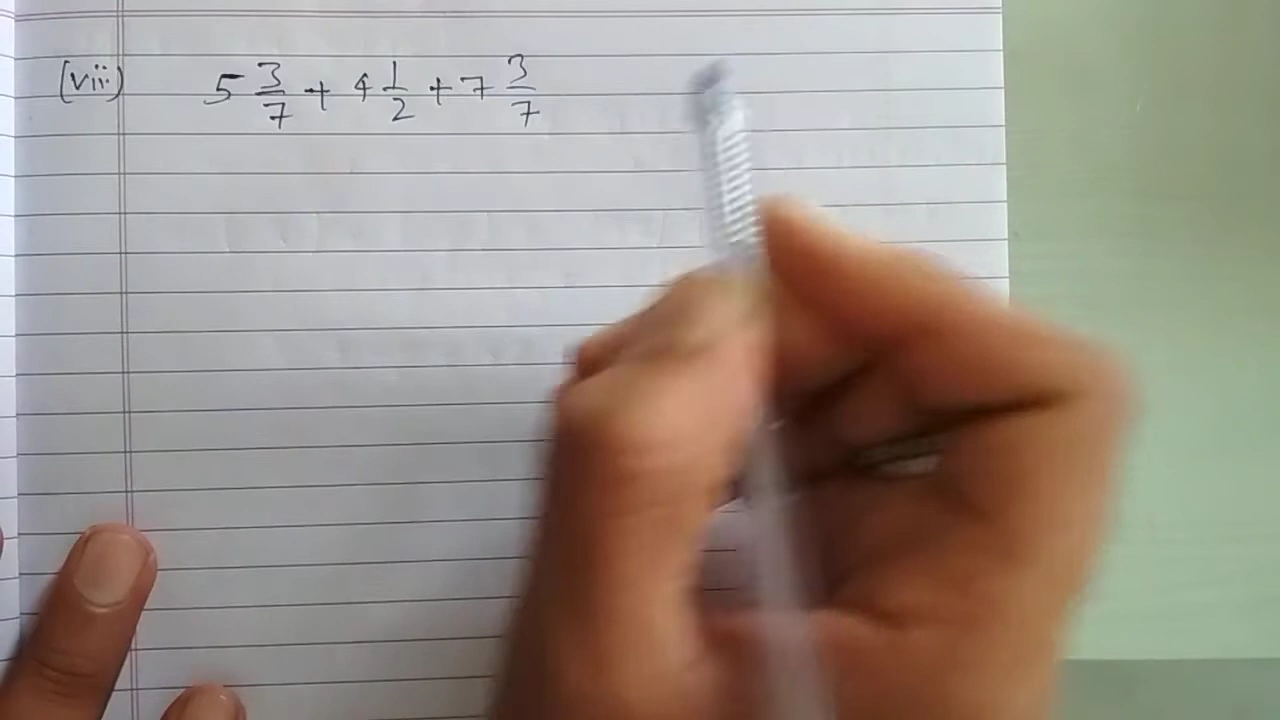 (vii) 5 3/7 + 4 1/2 + 7 3/7